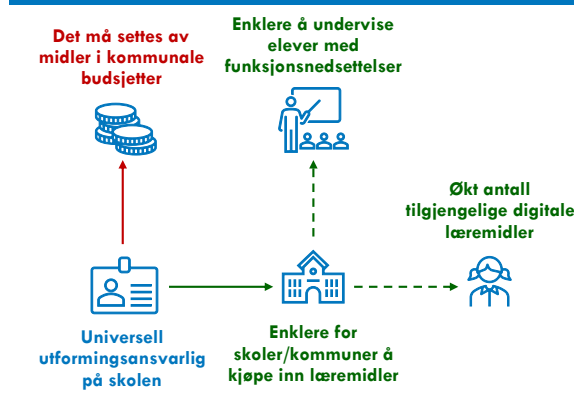 Det må settes av
midler i kommunale
budsjetter
Enklere å undervise
elever med
funksjonsnedsettelser
Økt antall
tilgjengelige digitale
læremidler
Universell
utformingsansvarlig
på skolen
Enklere for
skoler/kommuner å
kjøpe inn læremidler